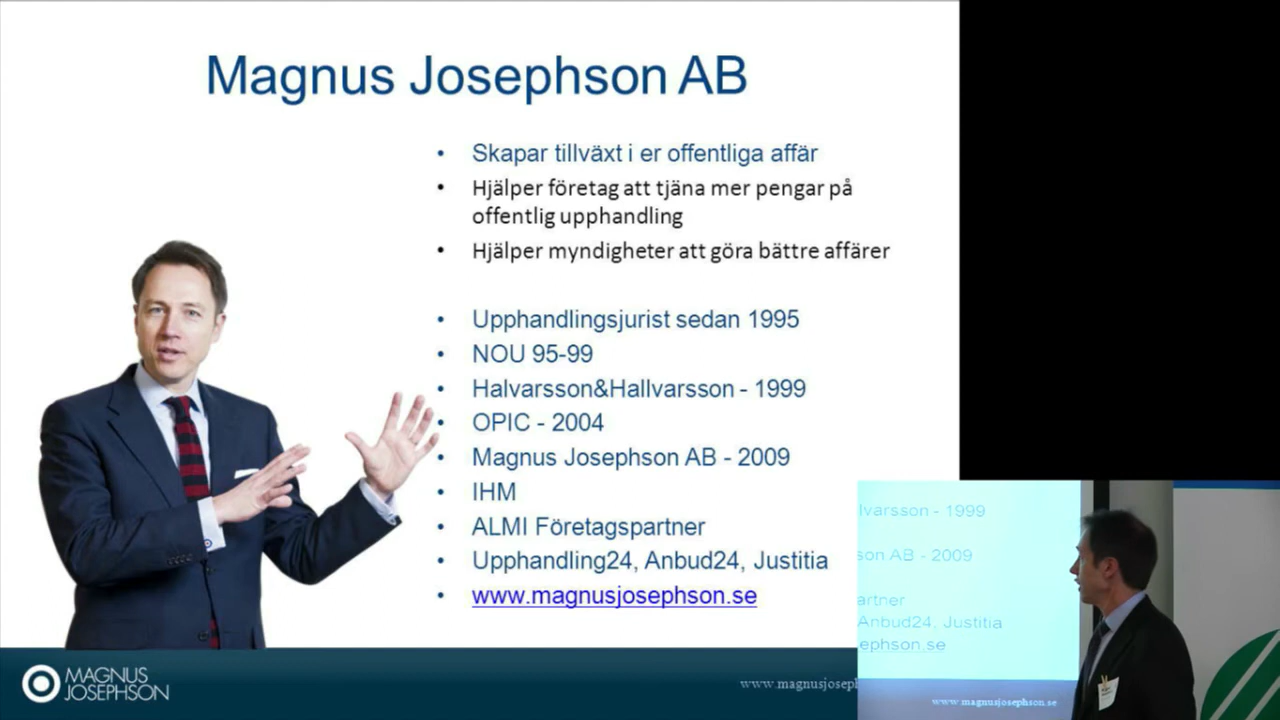 Magnus Josephson AB
• Skapar tillväxt i er offentliga affär
• Hjälper företag att tjäna mer pengar på
offentlig upphandling
• Hjälper myndigheter att göra bättre affärer
• Upphandlingsjurist sedan 1995
• NOU 95-99
• Halvarsson&Hallvarsson - 1999
• OPIC - 2004
• Magnus Josephson AB - 2009
• IHM
• ALMI Företagspartner
• Upphandling24, Anbud24, Justitia
• www.magnusjosephson.se
MAGNUS
JOSEPHSON
www.magnusjoseph
lvarsson - 1999
son AB - 2009
artner
Anbud24, Justitia
ephson.se
www.magnusjosephson.se